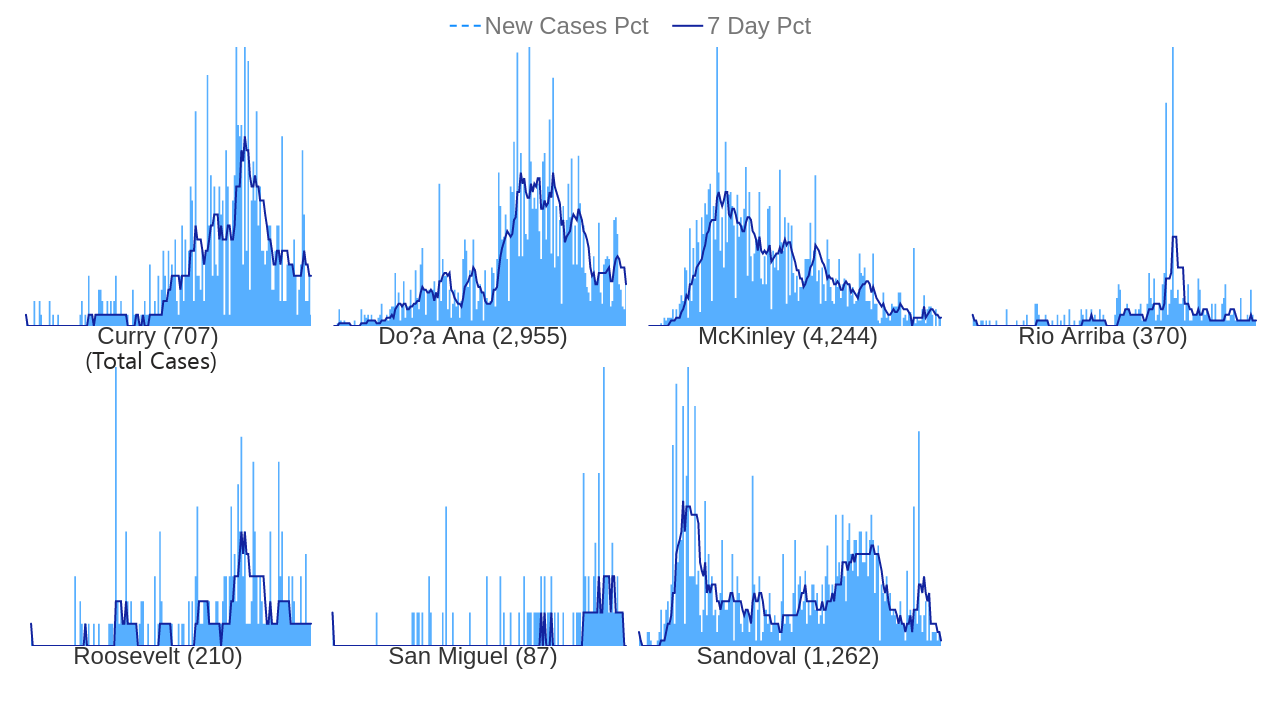 New Cases Pct 7 Day Pct
Curry (707) Do?a Ana (2,955) McKinley (4,244) Rio Arriba (370)
(Total Cases)
Roosevelt (210) San Miguel (87) Sandoval (1,262)